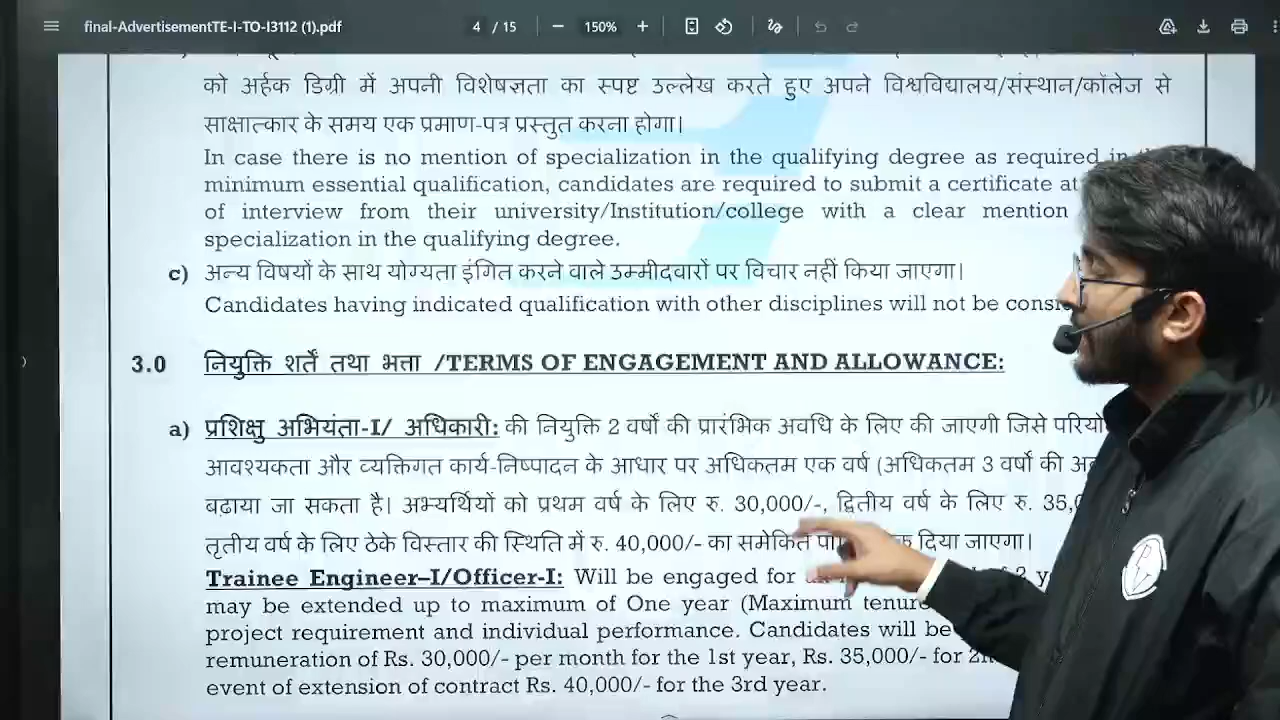 final-AdvertisementTE-I-TO-I3112 (1).pdf
4 / 15
150%
को अर्हक डिग्री में अपनी विशेषज्ञता का स्पष्ट उल्लेख करते हुए अपने विश्वविद्यालय/संस्थान/कॉलेज से
साक्षात्कार के समय एक प्रमाण-पत्र प्रस्तुत करना होगा।
In case there is no mention of specialization in the qualifying degree as required in
minimum essential qualification, candidates are required to submit a certificate at
of interview from their university/Institution/college with a clear mention
specialization in the qualifying degree.
c) अन्य विषयों के साथ योग्यता इंगित करने वाले उम्मीदवारों पर विचार नहीं किया जाएगा।
Candidates having indicated qualification with other disciplines will not be
3.0 नियुक्ति शर्तें तथा भत्ता /TERMS OF ENGAGEMENT AND ALLOWANCE:
a) प्रशिक्षु अभियंता-I/ अधिकारी: की नियुक्ति 2 वर्षों की प्रारंभिक अवधि के लिए की जाएगी जिसे
आवश्यकता और व्यक्तिगत कार्य-निष्पादन के आधार पर अधिकतम एक वर्ष (अधिकतम 3 वर्षों की
बढ़ाया जा सकता है। अभ्यर्थियों को प्रथम वर्ष के लिए रु. 30,000/-, द्वितीय वर्ष के लिए रु.
तृतीय वर्ष के लिए ठेके विस्तार की स्थिति में रु. 40,000/- का समेकित दिया जाएगा।
Trainee Engineer–I/Officer-I: Will be engaged for
may be extended up to maximum of One year (Maximum tenure
project requirement and individual performance. Candidates will be
remuneration of Rs. 30,000/- per month for the 1st year, Rs. 35,000/- for
event of extension of contract Rs. 40,000/- for the 3rd year.